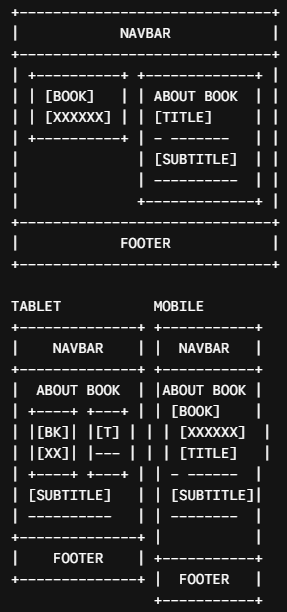 +-------------------------------+
|            NAVBAR             |
+-------------------------------+
| +----------+ +-------------+ |
| | [BOOK]   | | ABOUT BOOK  | |
| | [XXXXXX] | | [TITLE]     | |
| +----------+ | - -------   | |
|              | [SUBTITLE]  | |
|              | ----------  | |
|              +-------------+ |
+-------------------------------+
|            FOOTER             |
+-------------------------------+
TABLET           MOBILE
+--------------+ +-----------+
|    NAVBAR    | |  NAVBAR   |
+--------------+ +-----------+
|  ABOUT BOOK  | |ABOUT BOOK |
| +----+ +---+ | | [BOOK]    |
| |[BK]| |[T] | | | [XXXXXX]  |
| |[XX]| |--- | | | [TITLE]   |
| +----+ +---+ | | - ------  |
| [SUBTITLE]   | | [SUBTITLE]|
| ----------   | | --------  |
+--------------+ |           |
|    FOOTER    | +-----------+
+--------------+ |  FOOTER   |
                 +-----------+